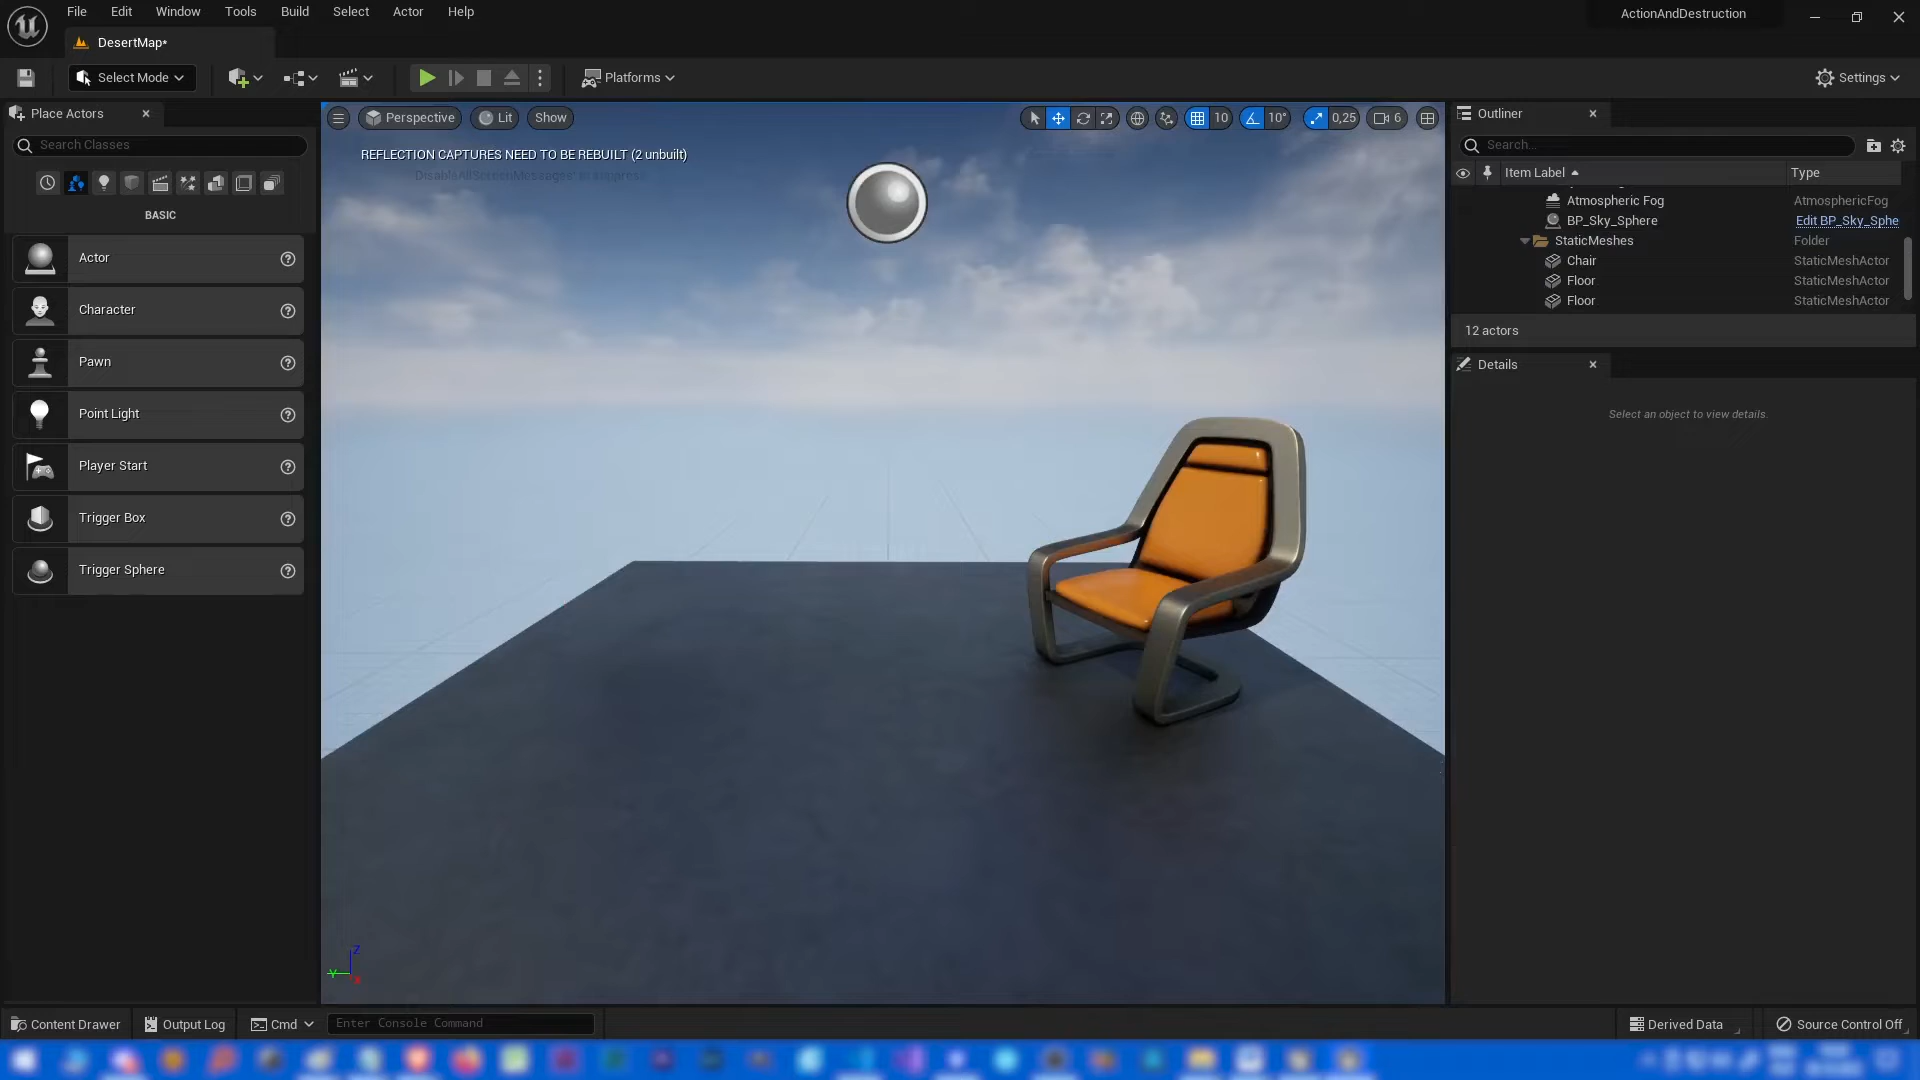 File Edit Window Tools Build Select Actor Help
ActionAndDestruction
DesertMap*
Select Mode
Platforms
Settings
Place Actors
Search Classes
BASIC
Actor
Character
Pawn
Point Light
Player Start
Trigger Box
Trigger Sphere
Perspective Lit Show
10 10° 0,25 6
REFLECTION CAPTURES NEED TO BE REBUILT (2 unbuilt)
'DisableAllScreenMessages' to suppress
Z
Y
X
Outliner
Search...
Item Label Type
Atmospheric Fog AtmosphericFog
BP_Sky_Sphere Edit BP_Sky_Sphe
StaticMeshes Folder
Chair StaticMeshActor
Floor StaticMeshActor
Floor StaticMeshActor
12 actors
Details
Select an object to view details.
Content Drawer Output Log Cmd Enter Console Command
Derived Data Source Control Off